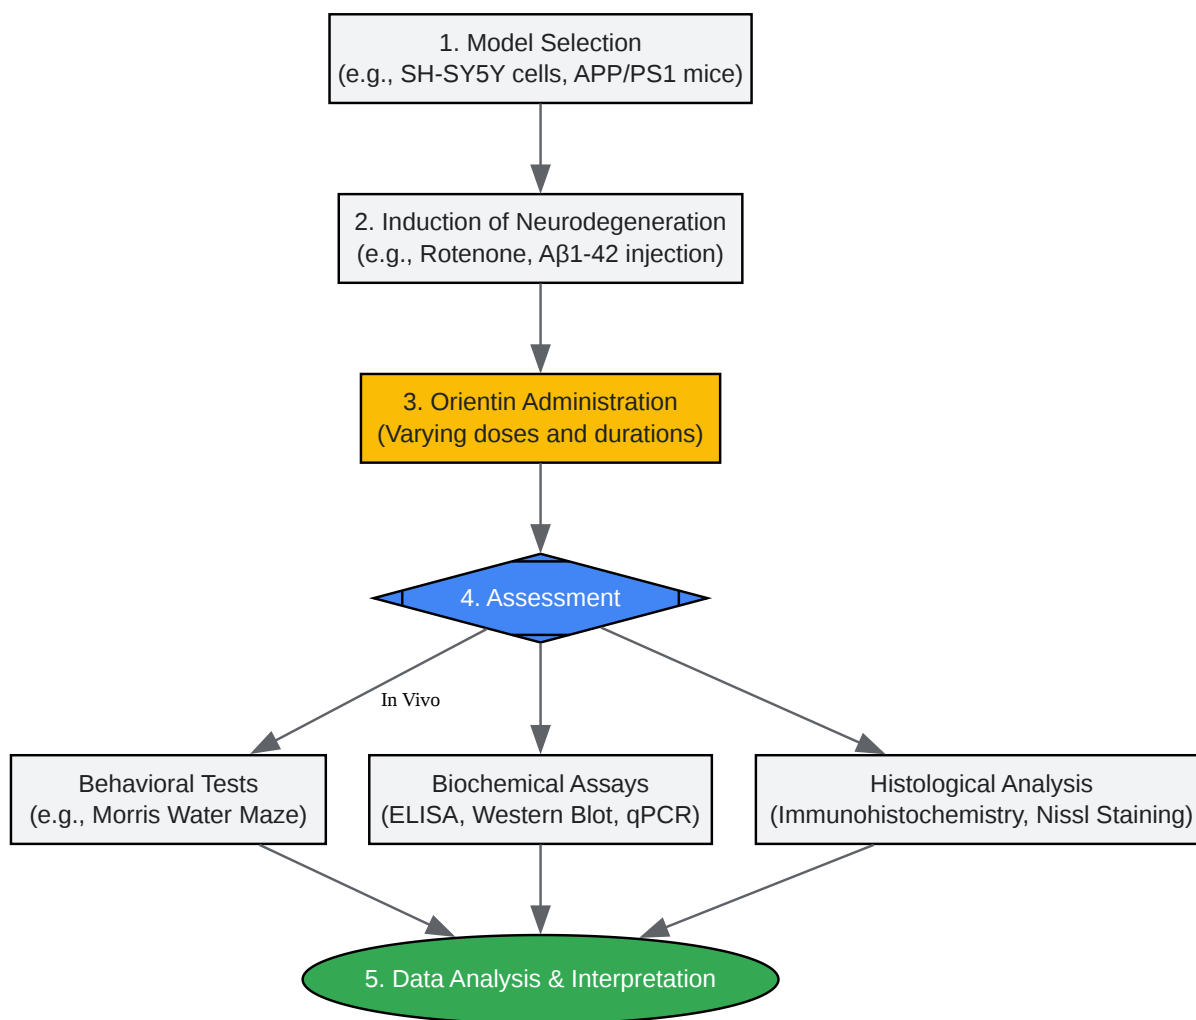 1. Model Selection
(e.g., SH-SY5Y cells, APP/PS1 mice)
2. Induction of Neurodegeneration
(e.g., Rotenone, Aβ1-42 injection)
3. Orientin Administration
(Varying doses and durations)
4. Assessment
In Vivo
Behavioral Tests
(e.g., Morris Water Maze)
Biochemical Assays
(ELISA, Western Blot, qPCR)
Histological Analysis
(Immunohistochemistry, Nissl Staining)
5. Data Analysis & Interpretation